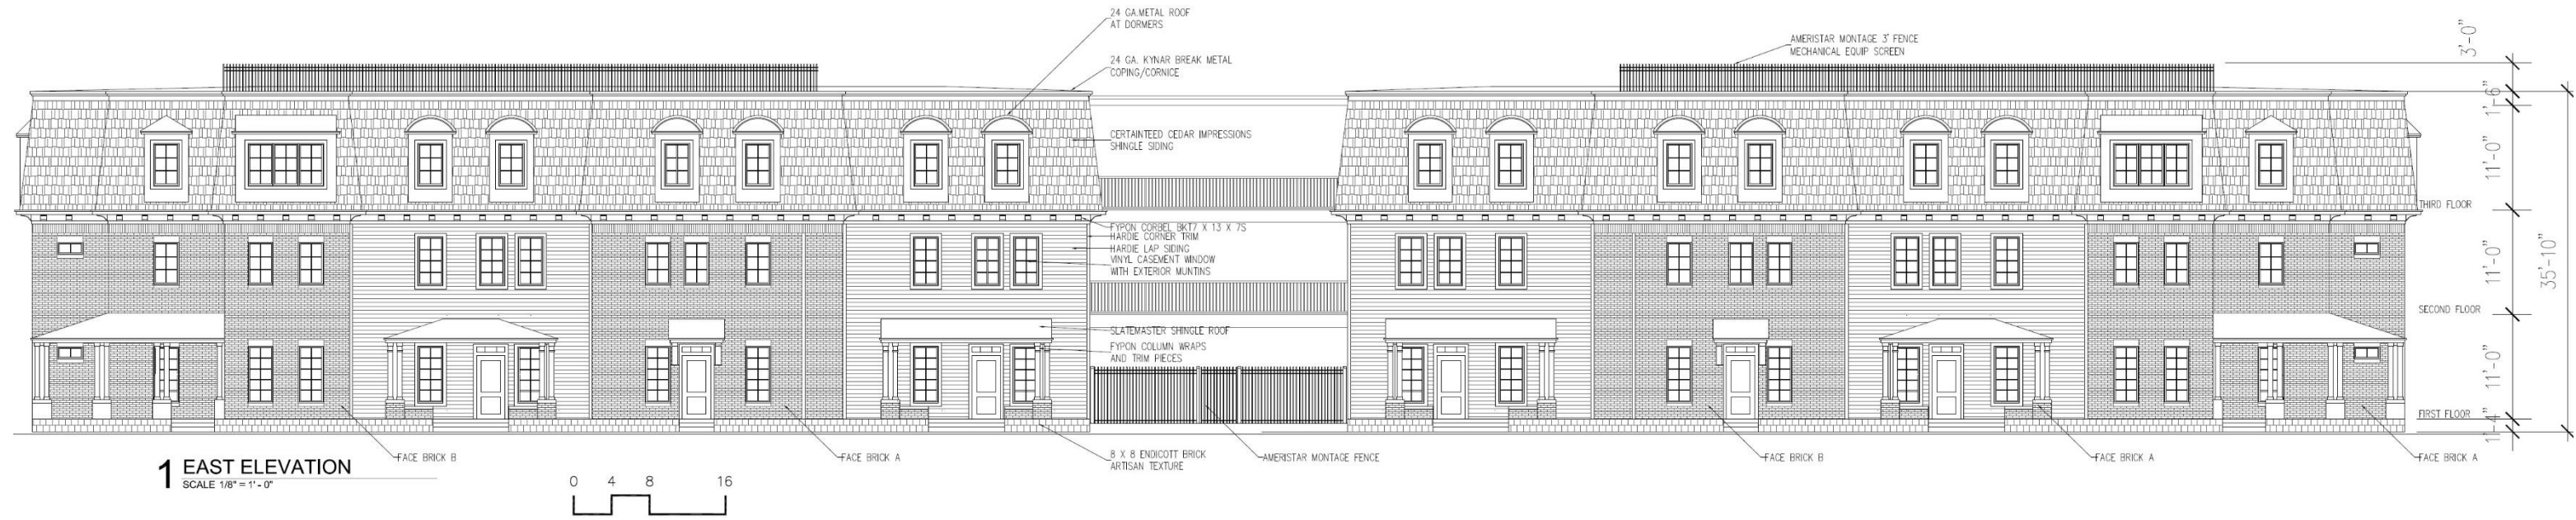 24 GA.METAL ROOF
AT DORMERS
24 GA. KYNAR BREAK METAL
COPING/CORNICE
AMERISTAR MONTAGE 3' FENCE
MECHANICAL EQUIP SCREEN
3'-0"
1'-6"
CERTAINTEED CEDAR IMPRESSIONS
SHINGLE SIDING
11'-0"
THIRD FLOOR
FYPON CORBEL BKT7 X 13 X 7S
HARDIE CORNER TRIM
HARDIE LAP SIDING
VINYL CASEMENT WINDOW
WITH EXTERIOR MUNTINS
11'-0"
35'-10"
SECOND FLOOR
SLATEMASTER SHINGLE ROOF
FYPON COLUMN WRAPS
AND TRIM PIECES
11'-0"
FIRST FLOOR
1'-4"
FACE BRICK B
FACE BRICK A
8 X 8 ENDICOTT BRICK
ARTISAN TEXTURE
AMERISTAR MONTAGE FENCE
FACE BRICK B
FACE BRICK A
FACE BRICK A
1 EAST ELEVATION
SCALE 1/8" = 1' - 0"
0 4 8 16